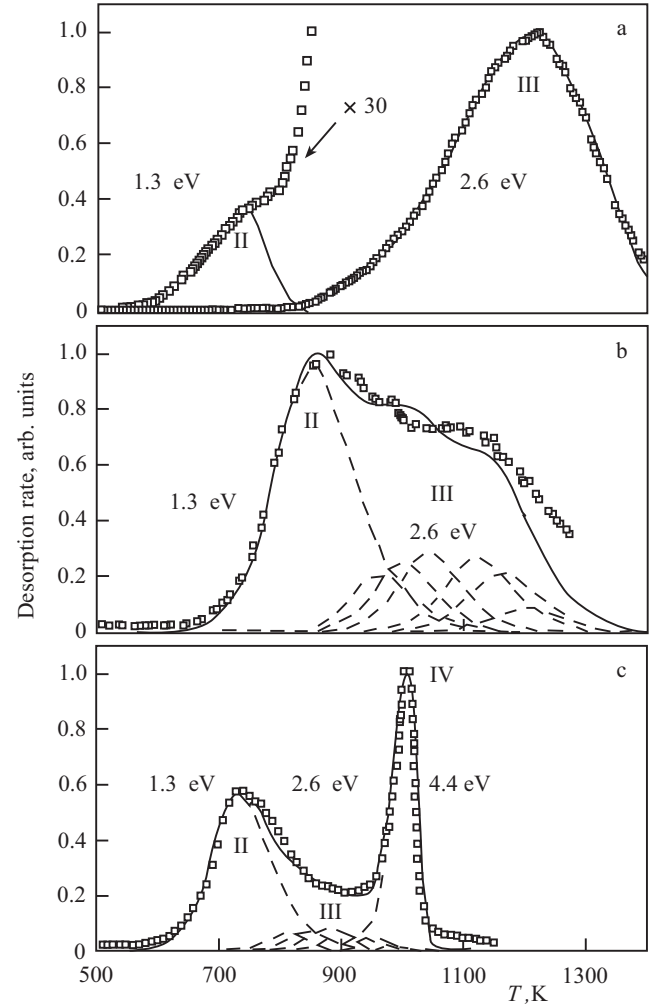 a
1.0
0.8
× 30
III
0.6
1.3 eV
2.6 eV
0.4
II
0.2
0
b
1.0
0.8
II
0.6
III
1.3 eV
2.6 eV
0.4
0.2
0
Desorption rate, arb. units
c
1.0
IV
0.8
1.3 eV
2.6 eV
4.4 eV
0.6
0.4
II
0.2
III
0
500
700
900
1100
1300
T, K